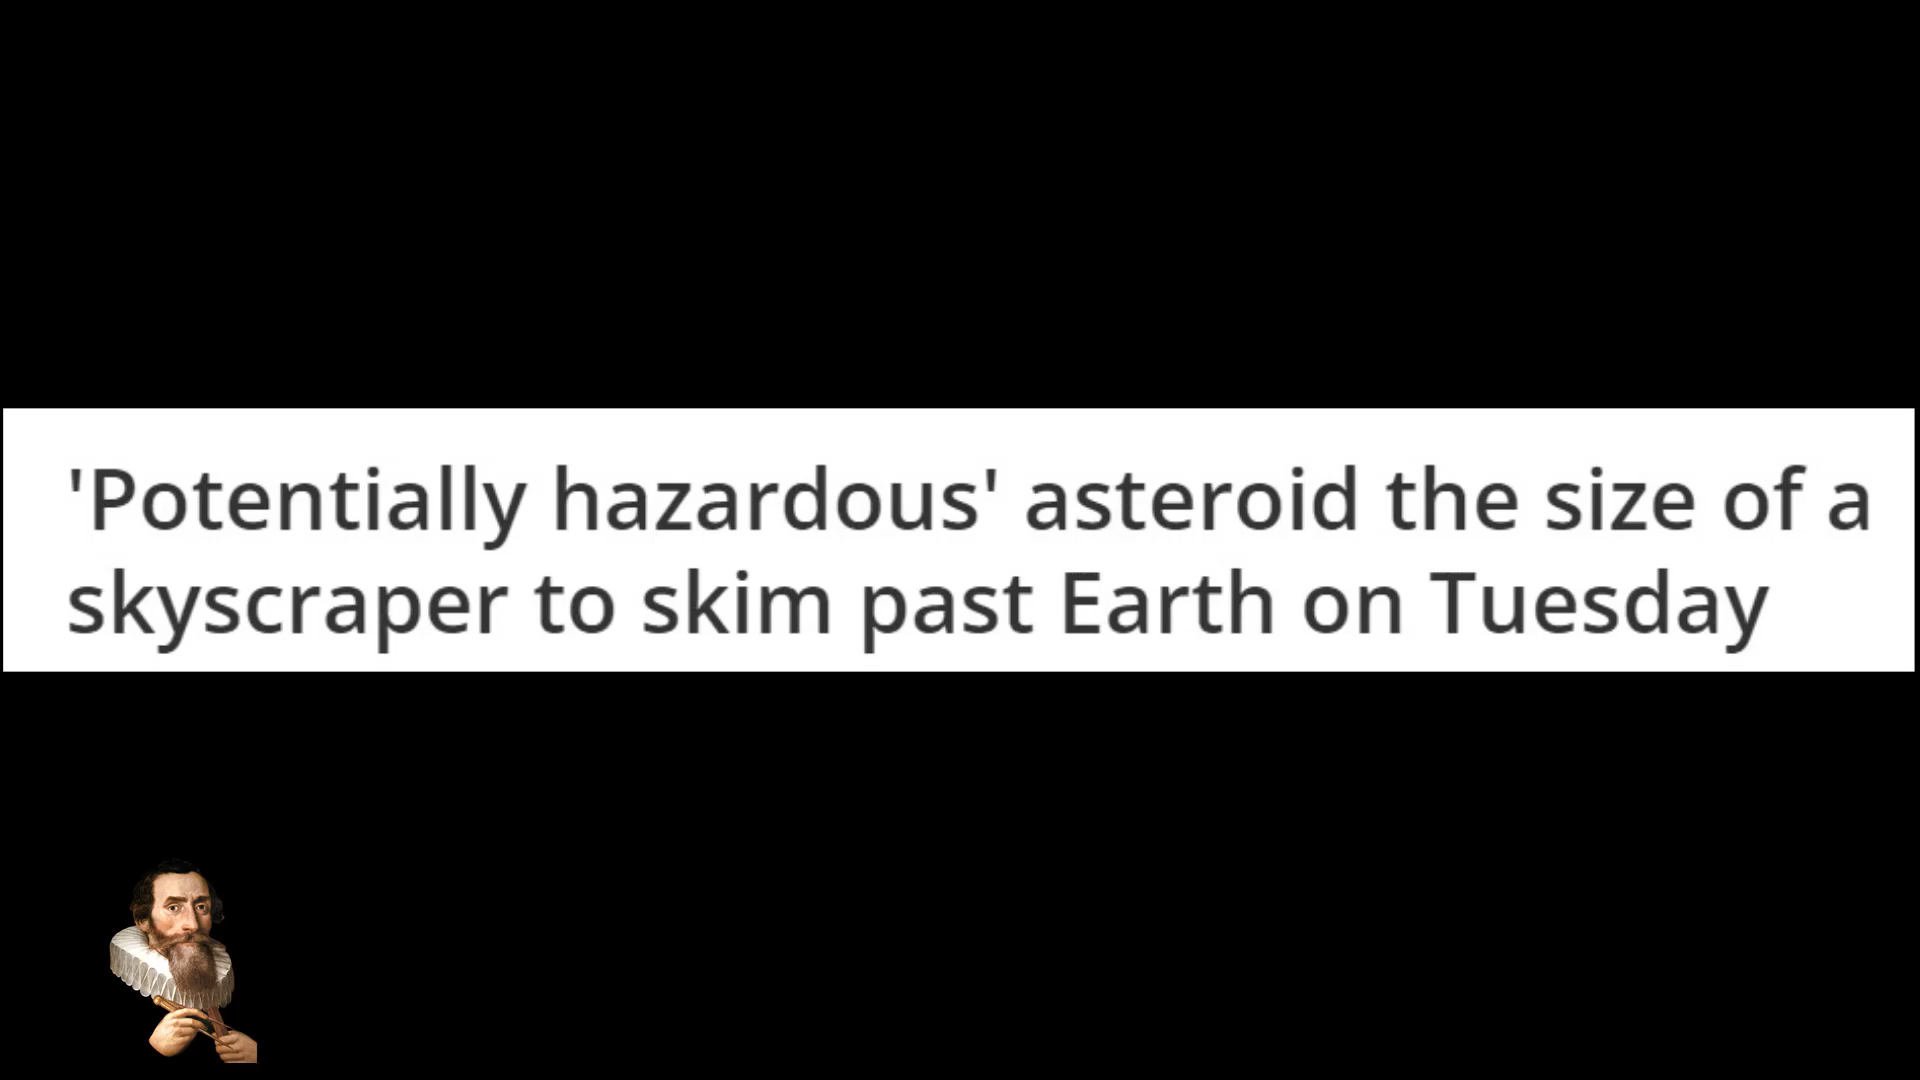 'Potentially hazardous' asteroid the size of a
skyscraper to skim past Earth on Tuesday